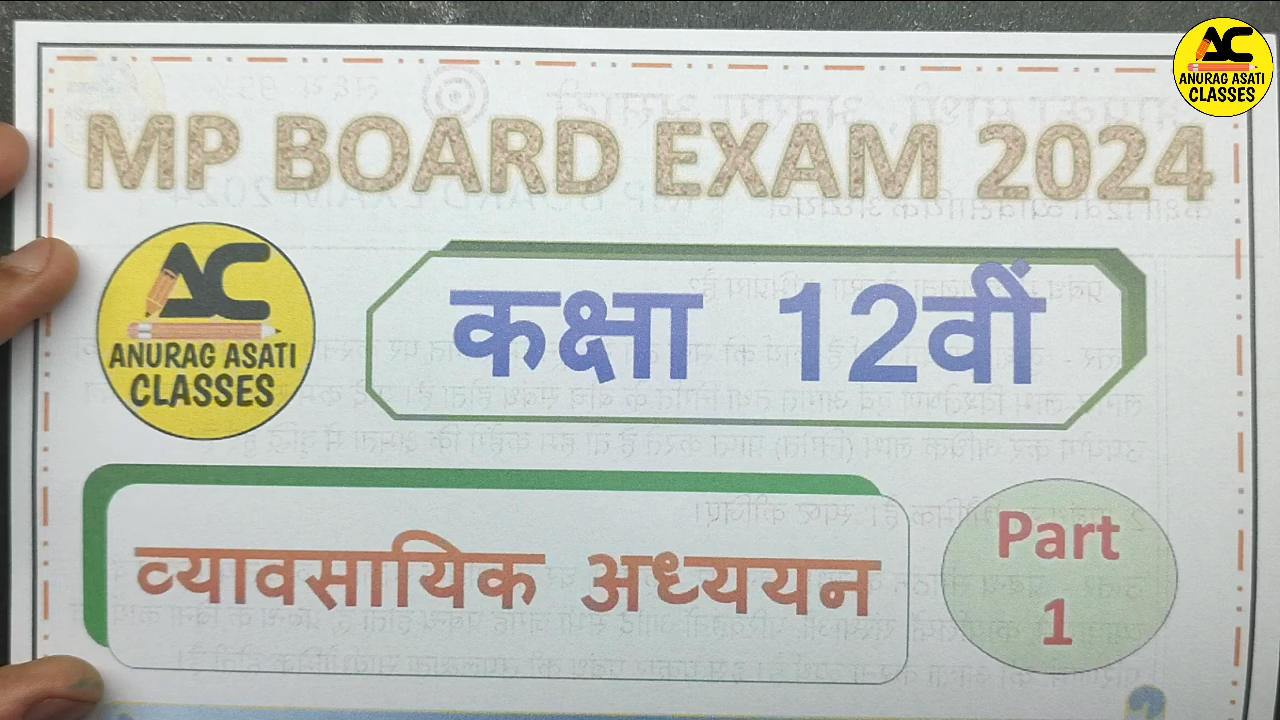 AC
ANURAG ASATI
CLASSES
MP BOARD EXAM 2024
AC
ANURAG ASATI
CLASSES
कक्षा 12वीं
व्यावसायिक अध्ययन
Part
1